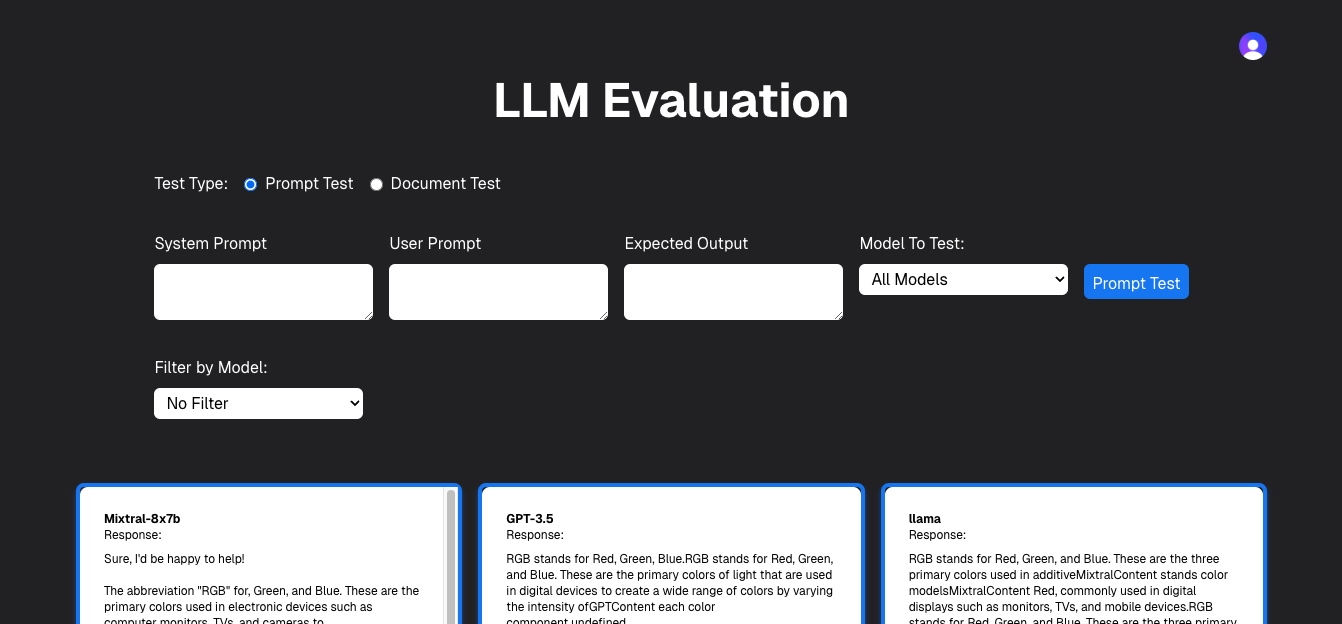 LLM Evaluation
Test Type: Prompt Test Document Test
System Prompt User Prompt Expected Output Model To Test:
All Models Prompt Test
Filter by Model:
No Filter
Mixtral-8x7b
Response:
Sure, I'd be happy to help!
The abbreviation "RGB" for, Green, and Blue. These are the
primary colors used in electronic devices such as
computer monitors, TVs, and cameras to
GPT-3.5
Response:
RGB stands for Red, Green, Blue.RGB stands for Red, Green,
and Blue. These are the primary colors of light that are used
in digital devices to create a wide range of colors by varying
the intensity ofGPTContent each color
component undefined
llama
Response:
RGB stands for Red, Green, and Blue. These are the three
primary colors used in additiveMixtralContent stands color
modelsMixtralContent Red, commonly used in digital
displays such as monitors, TVs, and mobile devices.RGB
stands for Red, Green, and Blue. These are the three primary